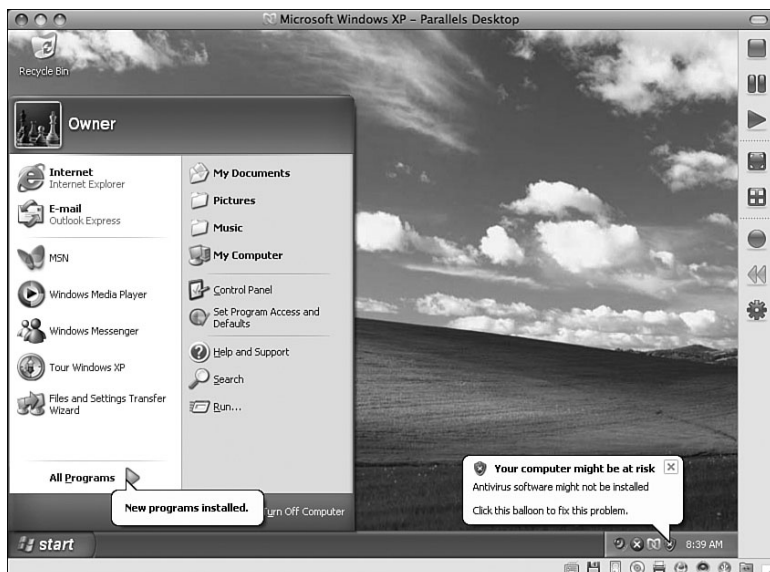 Microsoft Windows XP – Parallels Desktop
Recycle Bin
Owner
Internet
Internet Explorer
E-mail
Outlook Express
MSN
Windows Media Player
Windows Messenger
Tour Windows XP
Files and Settings Transfer
Wizard
All Programs
New programs installed.
My Documents
Pictures
Music
My Computer
Control Panel
Set Program Access and
Defaults
Help and Support
Search
Run...
Turn Off Computer
Your computer might be at risk
Antivirus software might not be installed
Click this balloon to fix this problem.
start
8:39 AM